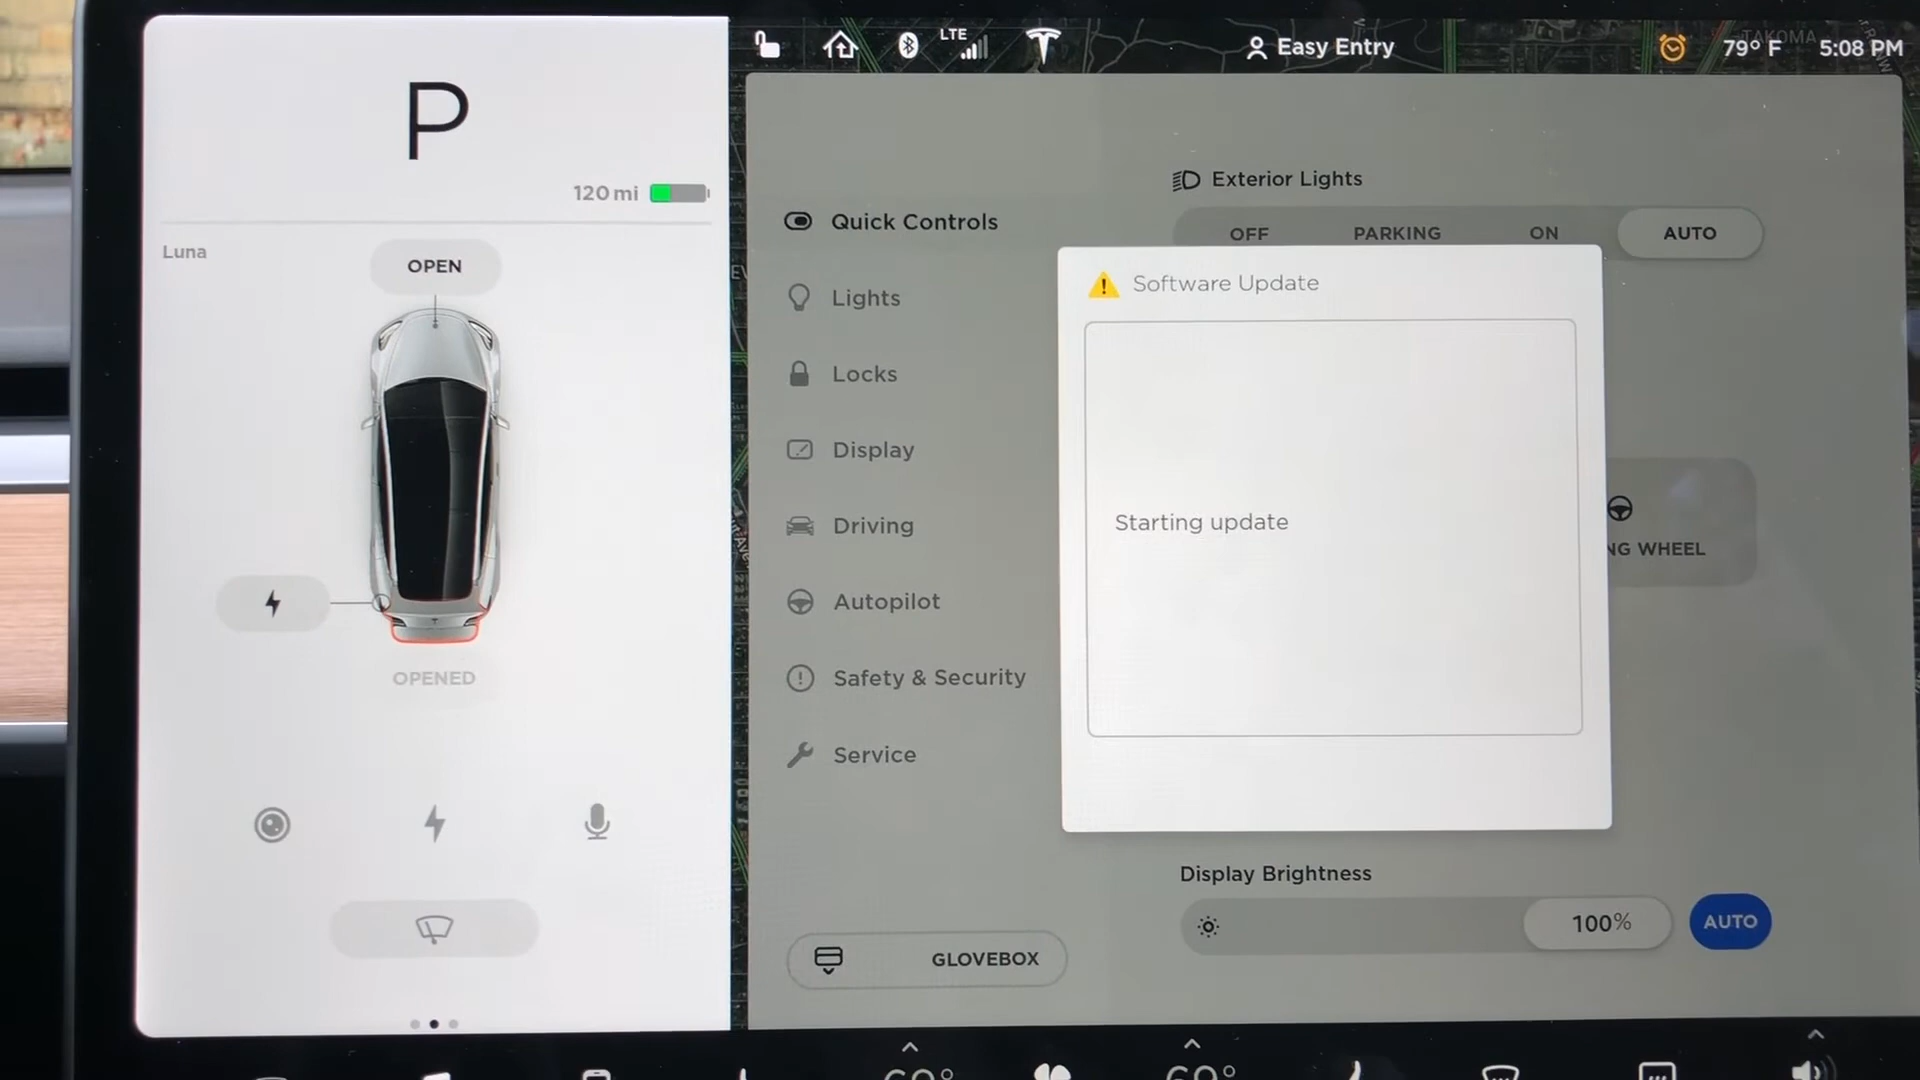 P
120 mi
Luna
OPEN
OPENED
LTE
Easy Entry
TAKOMA
79° F
5:08 PM
Quick Controls
Lights
Locks
Display
Driving
Autopilot
Safety & Security
Service
GLOVEBOX
Exterior Lights
OFF
PARKING
ON
AUTO
Software Update
Starting update
NG WHEEL
Display Brightness
100%
AUTO